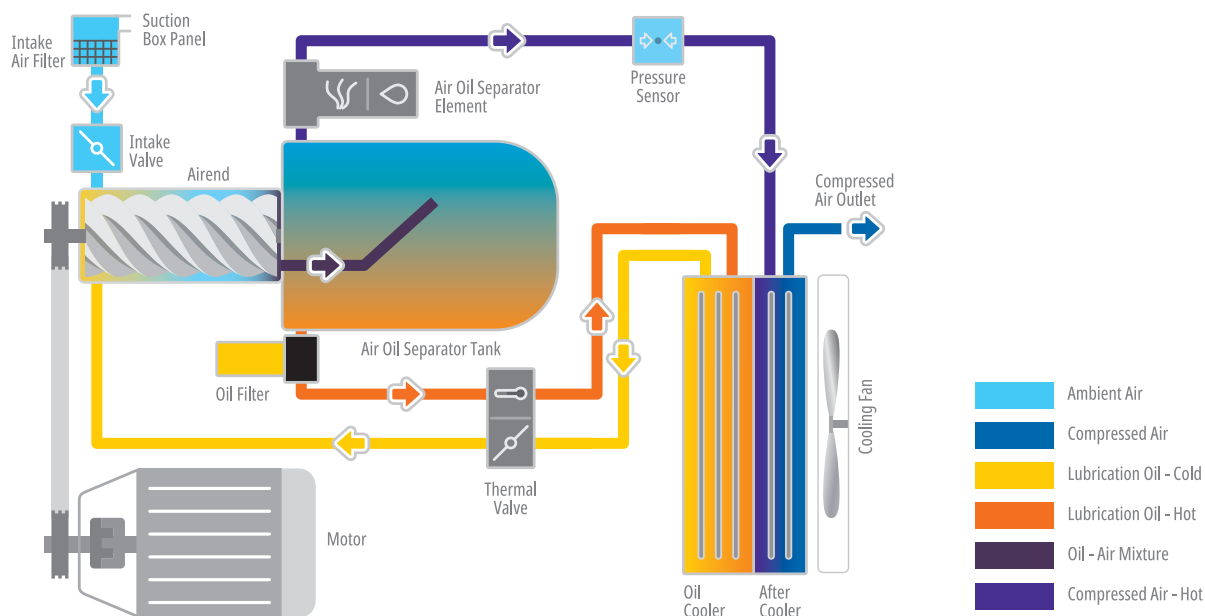 Suction
Box Panel
Intake
Air Filter
Intake
Valve
Airend
Air Oil Separator
Element
Pressure
Sensor
Compressed
Air Outlet
Air Oil Separator Tank
Oil Filter
Thermal
Valve
Cooling Fan
Motor
Oil
Cooler
After
Cooler
Ambient Air
Compressed Air
Lubrication Oil - Cold
Lubrication Oil - Hot
Oil - Air Mixture
Compressed Air - Hot